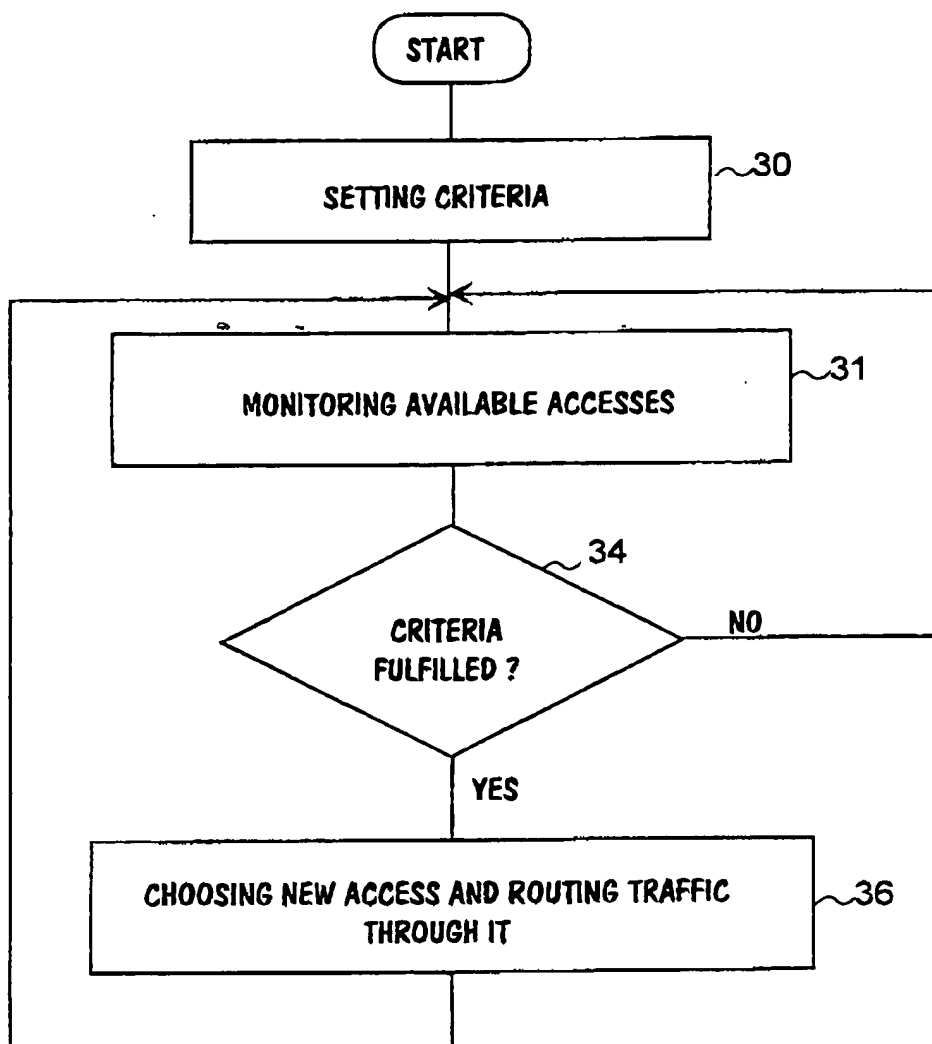 START
SETTING CRITERIA
30
MONITORING AVAILABLE ACCESSES
31
34
CRITERIA
FULFILLED ?
NO
YES
CHOOSING NEW ACCESS AND ROUTING TRAFFIC
THROUGH IT
36